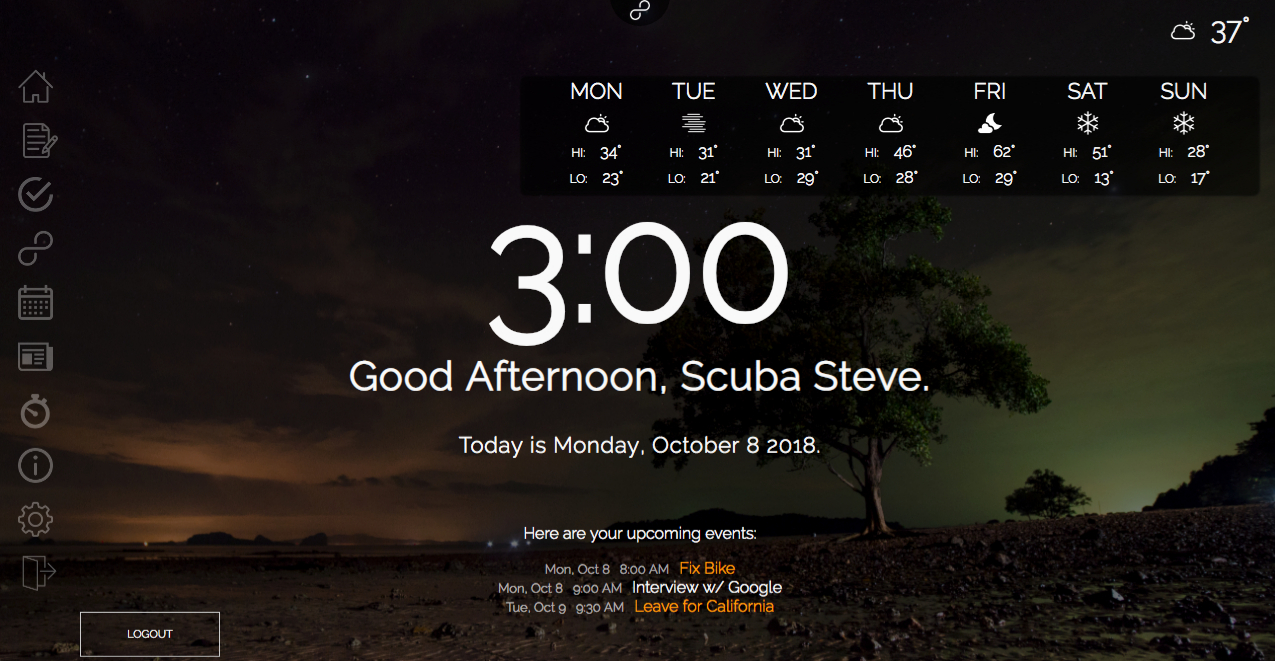 37°
MON TUE WED THU FRI SAT SUN
HI: 34° HI: 31° HI: 31° HI: 46° HI: 62° HI: 51° HI: 28°
LO: 23° LO: 21° LO: 29° LO: 28° LO: 29° LO: 13° LO: 17°
3:00
Good Afternoon, Scuba Steve.
Today is Monday, October 8 2018.
Here are your upcoming events:
Mon, Oct 8 8:00 AM Fix Bike
Mon, Oct 8 9:00 AM Interview w/ Google
Tue, Oct 9 9:30 AM Leave for California
LOGOUT